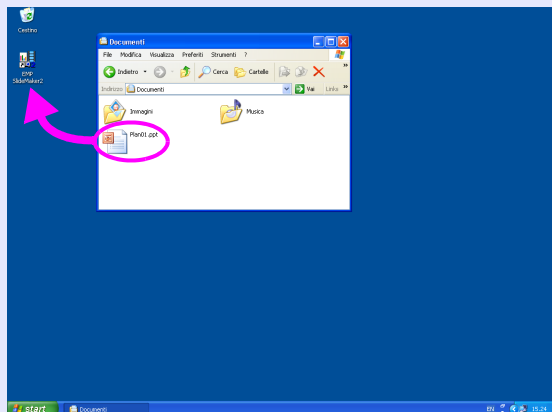 Cestino
EMP
SlideMaker2
Documenti
File Modifica Visualizza Preferiti Strumenti ?
Indietro Cerca Cartelle »
Indirizzo Documenti Vai Links »
Immagini
Musica
Plan01.ppt
start Documenti EN 15.24